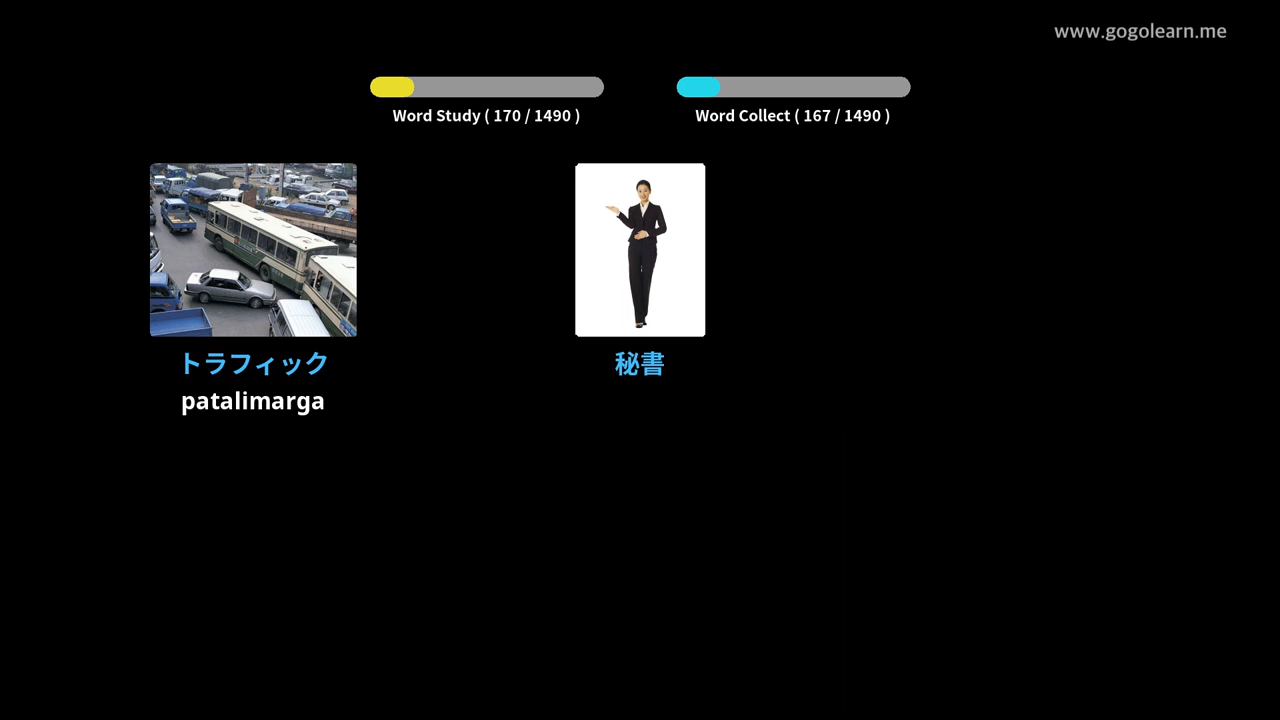 www.gogolearn.me
Word Study ( 170 / 1490 )
Word Collect ( 167 / 1490 )
トラフィック
patalimarga
秘書